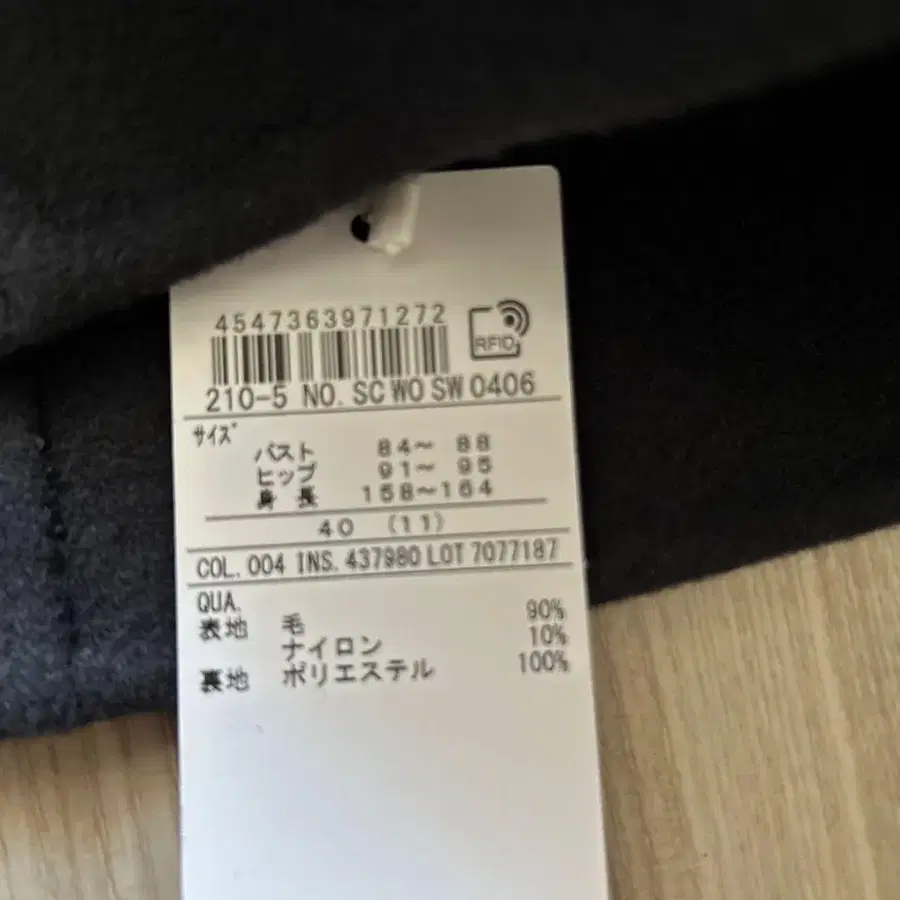 4547363971272
RFID
210-5 NO. SC WO SW 0406
サイズ
バスト 84～ 88
ヒップ 91～ 95
身 長 158～164
40 (11)
COL. 004 INS. 437980 LOT 7077187
QUA.
表地 毛 90%
ナイロン 10%
裏地 ポリエステル 100%